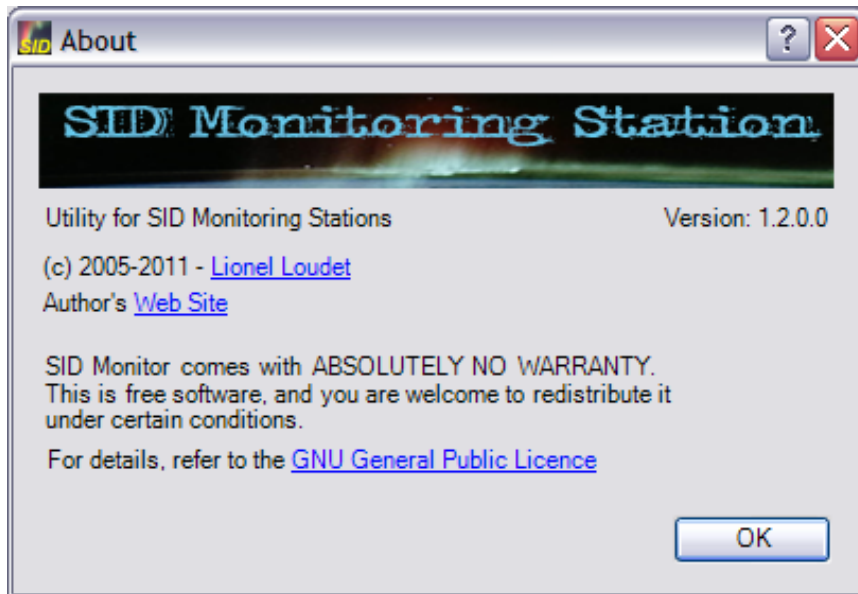 SID About
SID Monitoring Station
Utility for SID Monitoring Stations Version: 1.2.0.0
(c) 2005-2011 - Lionel Loudet
Author's Web Site
SID Monitor comes with ABSOLUTELY NO WARRANTY.
This is free software, and you are welcome to redistribute it
under certain conditions.
For details, refer to the GNU General Public Licence
OK